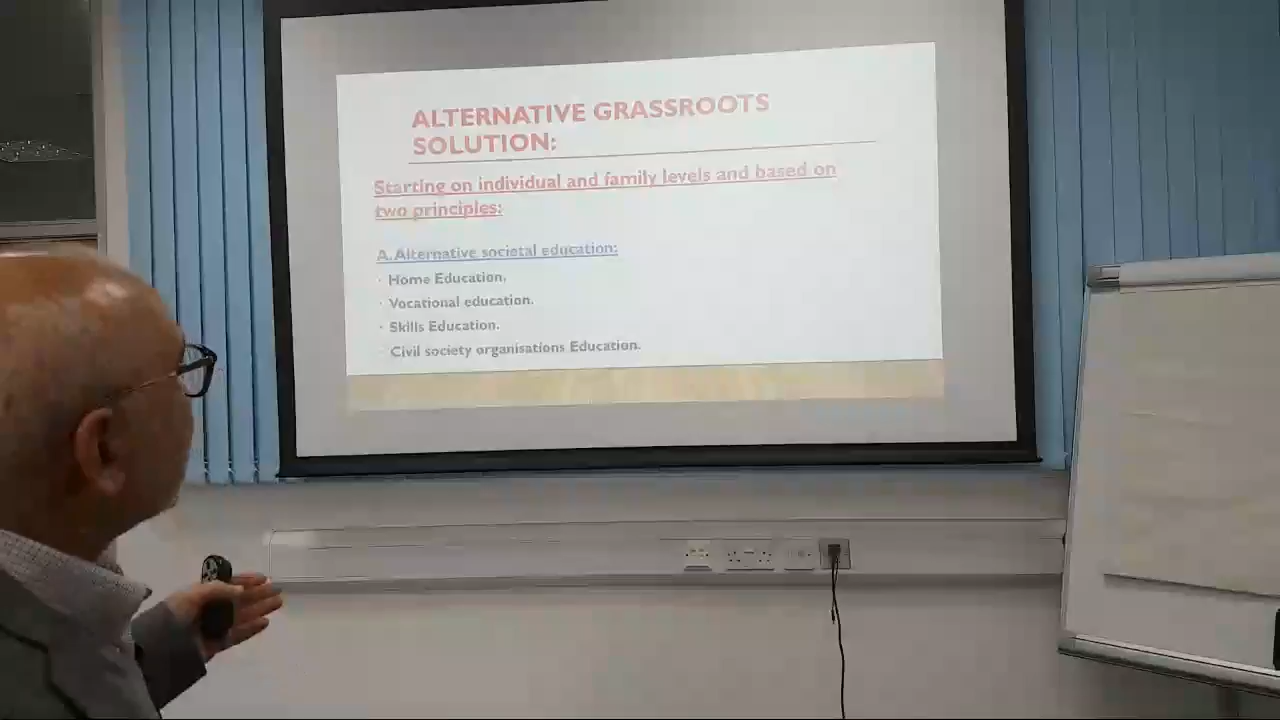 ALTERNATIVE GRASSROOTS
SOLUTION:
Starting on individual and family levels and based on
two principles:
A. Alternative societal education:
· Home Education.
· Vocational education.
· Skills Education.
· Civil society organisations Education.